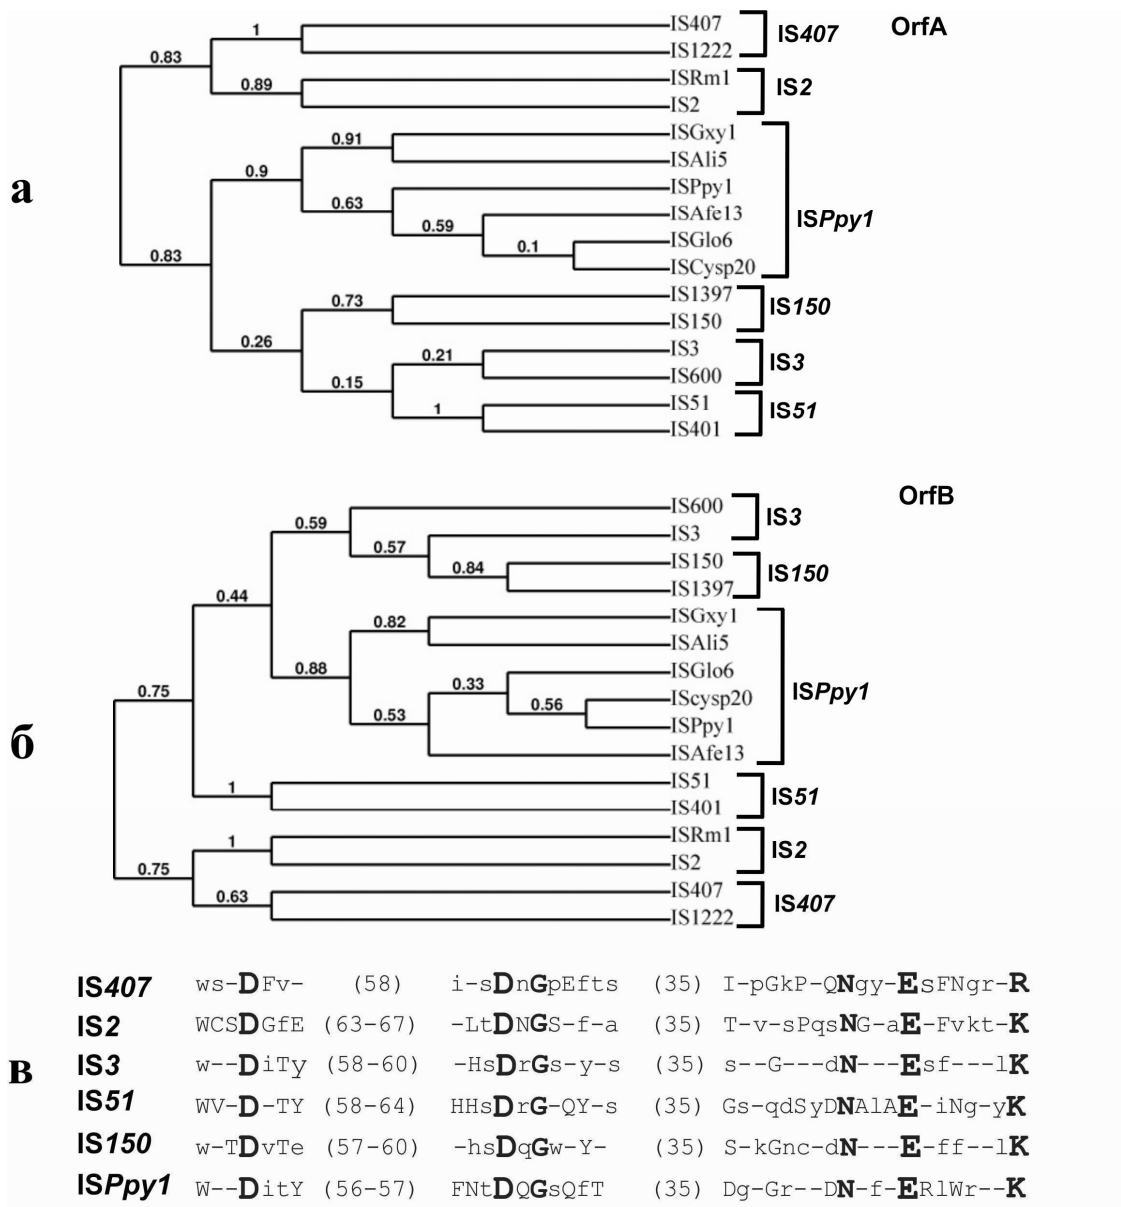 OrfA
1
IS407
IS1222
IS407
0.83
0.89
ISRm1
IS2
IS2
а
0.83
0.9
0.91
ISGxy1
ISAli5
0.63
ISPpy1
0.59
ISAfe13
0.1
ISGlo6
ISCysp20
ISPpy1
0.26
0.73
IS1397
IS150
IS150
0.15
0.21
IS3
IS600
IS3
1
IS51
IS401
IS51
OrfB
б
0.75
0.44
0.59
IS600
IS3
IS3
0.57
0.84
IS150
IS1397
IS150
0.88
0.82
ISGxy1
ISAli5
0.53
0.33
ISGlo6
0.56
IScysp20
ISPpy1
ISAfe13
ISPpy1
1
IS51
IS401
IS51
0.75
1
ISRm1
IS2
IS2
0.63
IS407
IS1222
IS407
в
IS407 ws-DFv- (58) i-sDnGpEfts (35) I-pGkP-QNgy-EsFNgr-R
IS2 WCSDGfE (63-67) -LtDNGS-f-a (35) T-v-sPqsNG-aE-Fvkt-K
IS3 w--DiTy (58-60) -HsDrGs-y-s (35) s--G---dN---Esf---lK
IS51 WV-D-TY (58-64) HHsDrG-QY-s (35) Gs-qdSyDNAlAE-iNg-yK
IS150 w-TDvTe (57-60) -hsDqGw-Y- (35) S-kGnc-dN---E-ff--lK
ISPpy1 W--DitY (56-57) FNtDQGsQfT (35) Dg-Gr--DN-f-ERlWr--K